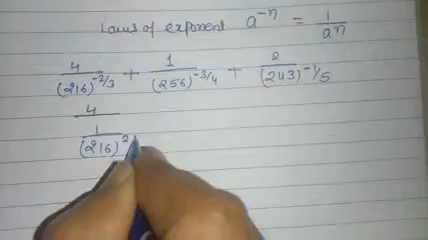 Laws of exponent a⁻ⁿ = 1/aⁿ
4/(216)^-2/3 + 1/(256)^-3/4 + 2/(243)^-1/5
4/(1/(216)^2